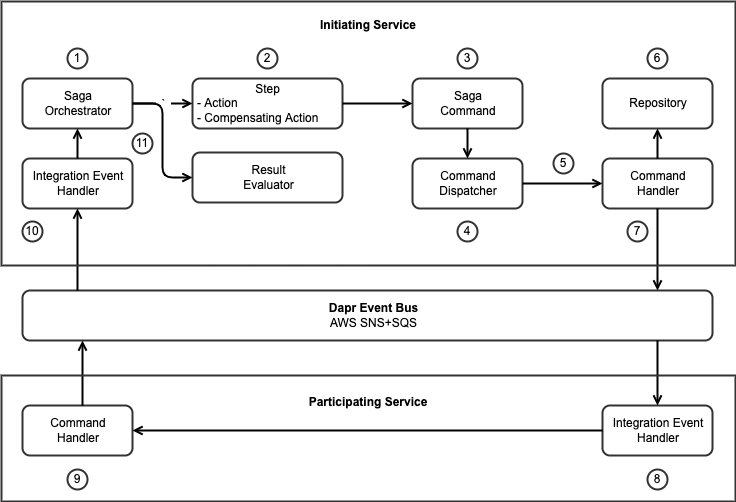 Initiating Service
1
2
3
6
Saga
Orchestrator
Step
- Action
- Compensating Action
Saga
Command
Repository
11
5
Integration Event
Handler
Result
Evaluator
Command
Dispatcher
Command
Handler
10
4
7
Dapr Event Bus
AWS SNS+SQS
Participating Service
Command
Handler
Integration Event
Handler
9
8